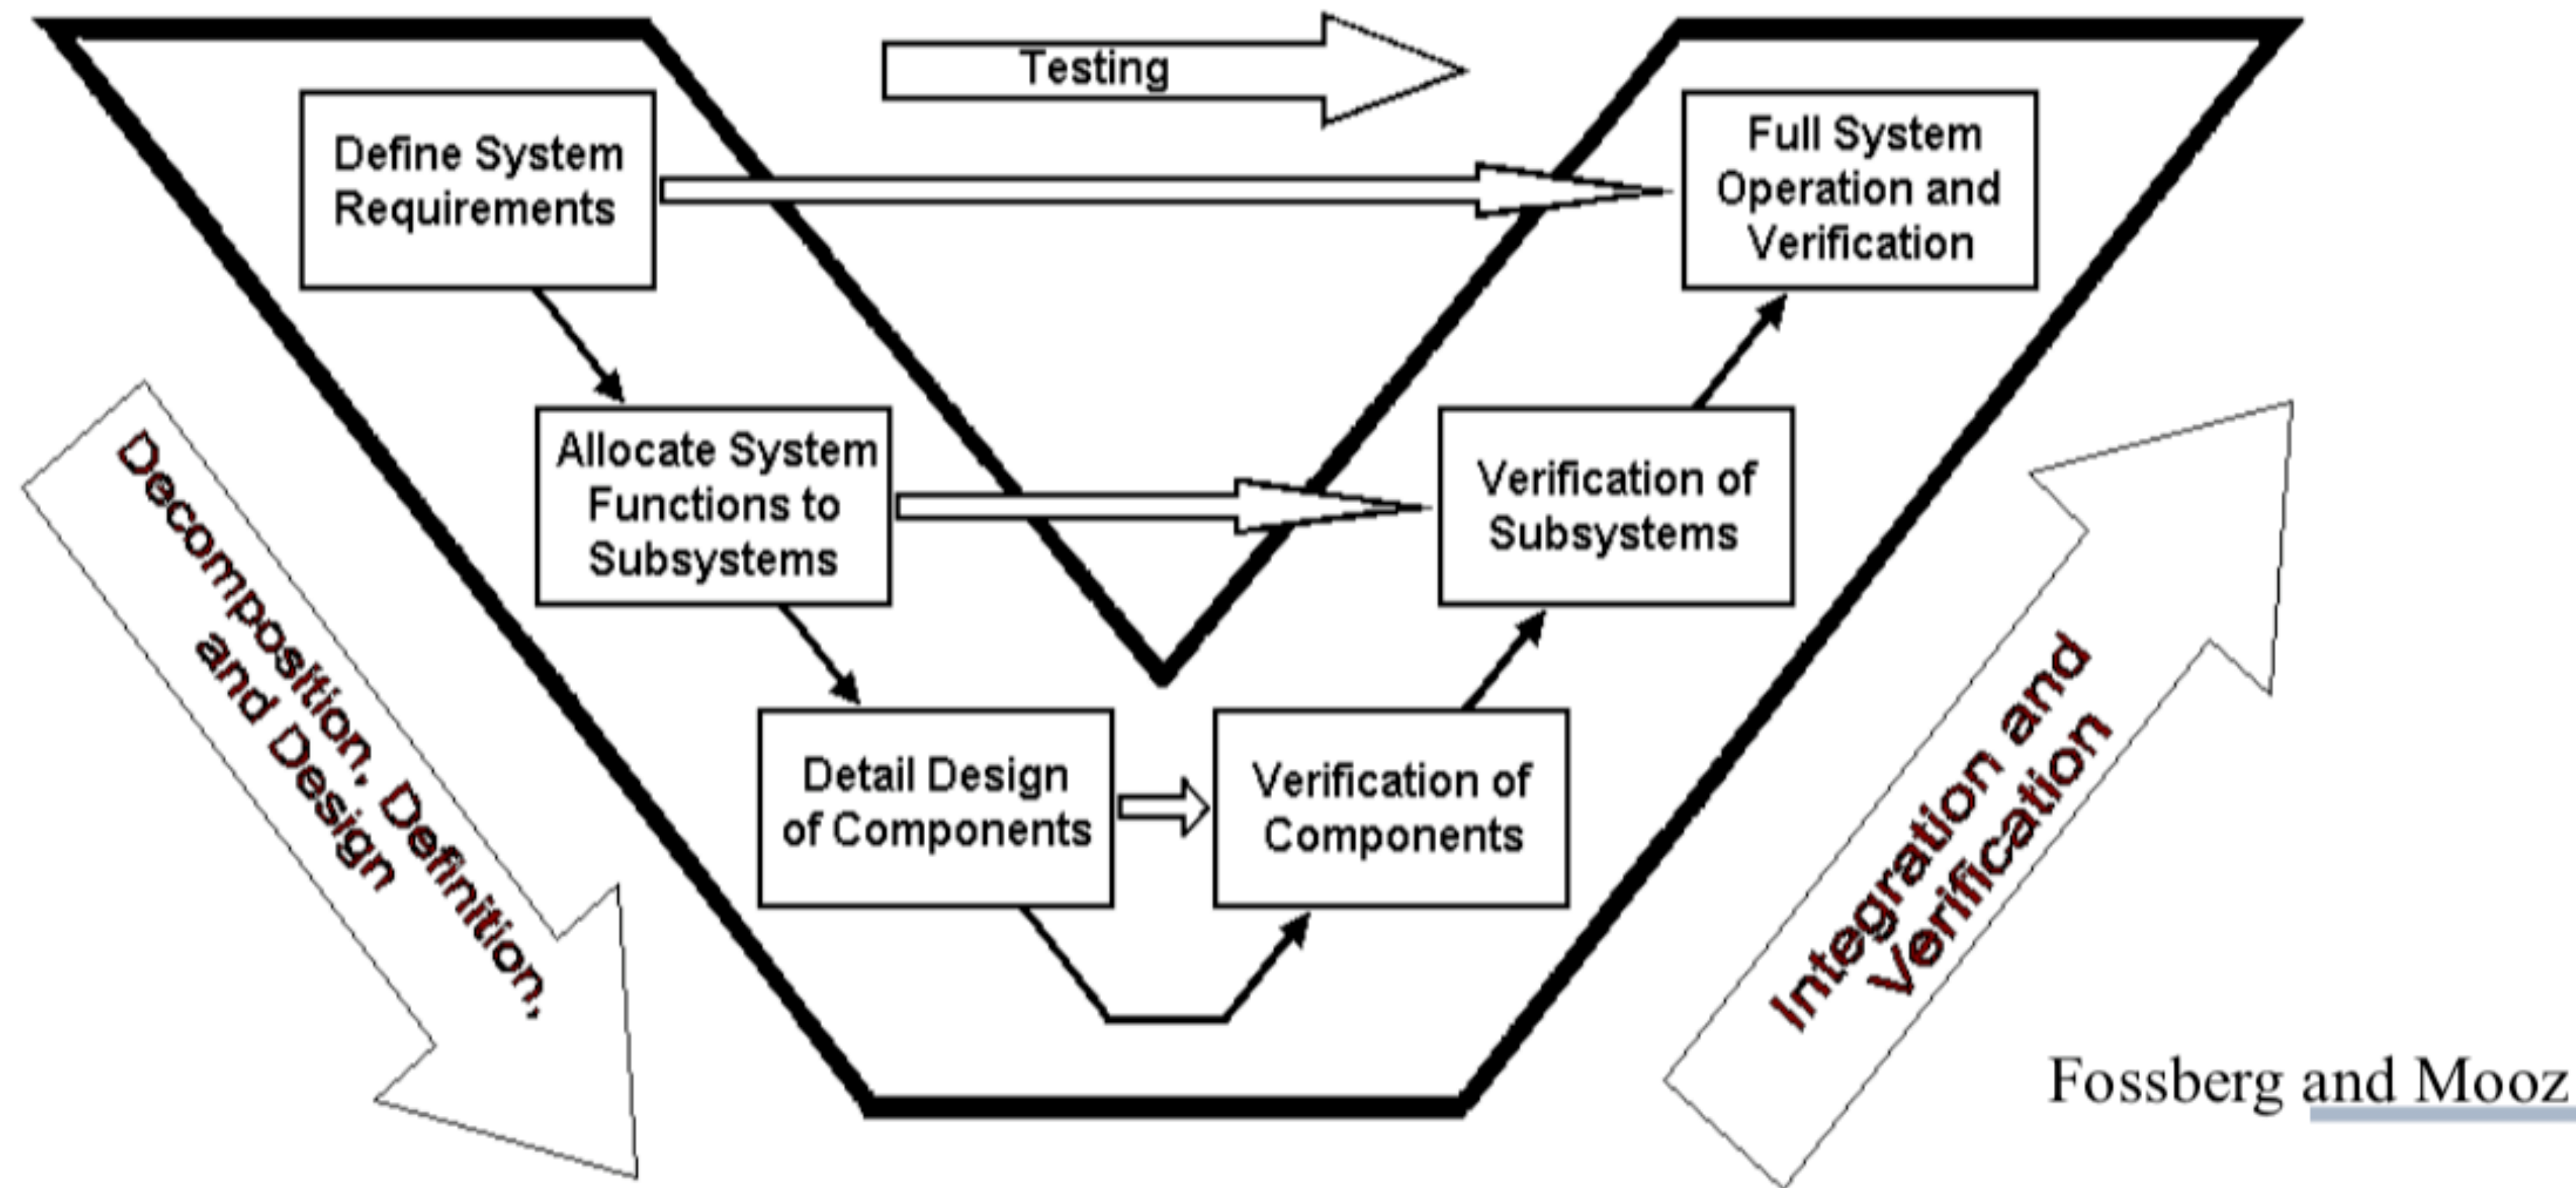 Testing
Define System
Requirements
Full System
Operation and
Verification
Allocate System
Functions to
Subsystems
Verification of
Subsystems
Detail Design
of Components
Verification of
Components
Decomposition, Definition,
and Design
Integration and
Verification
Fossberg and Mooz